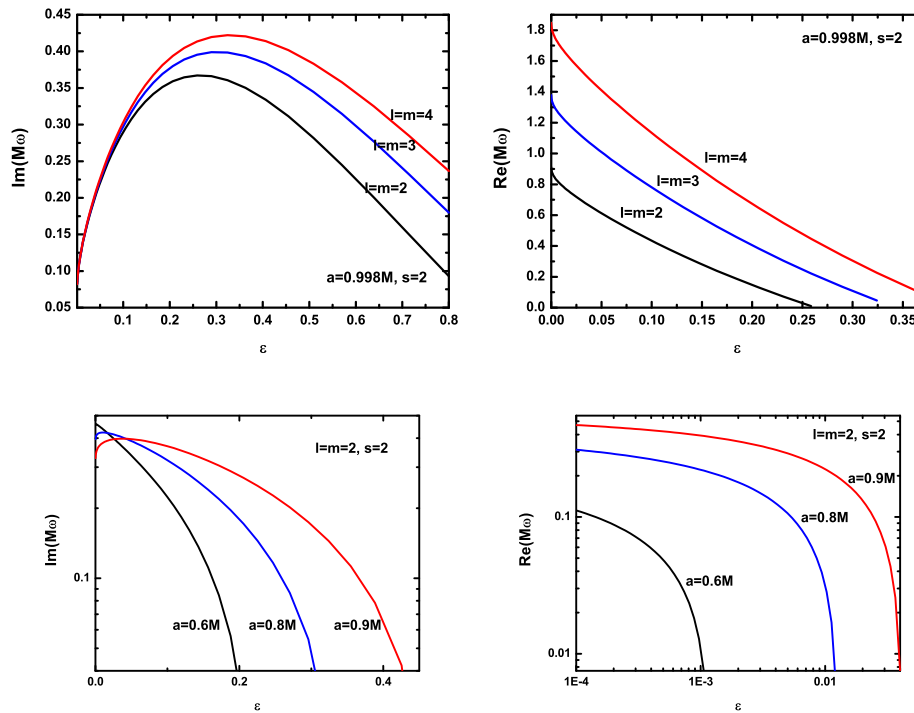 0.45
0.40
0.35
0.30
0.25
0.20
0.15
0.10
0.05
Im(Mω)
l=m=4
l=m=3
l=m=2
a=0.998M, s=2
0.1 0.2 0.3 0.4 0.5 0.6 0.7 0.8
ε
1.8
1.6
1.4
1.2
1.0
0.8
0.6
0.4
0.2
0.0
Re(Mω)
a=0.998M, s=2
l=m=4
l=m=3
l=m=2
0.00 0.05 0.10 0.15 0.20 0.25 0.30 0.35
ε
0.1
Im(Mω)
l=m=2, s=2
a=0.6M a=0.8M a=0.9M
0.0 0.2 0.4
ε
0.1
0.01
Re(Mω)
l=m=2, s=2
a=0.9M
a=0.8M
a=0.6M
1E-4 1E-3 0.01
ε